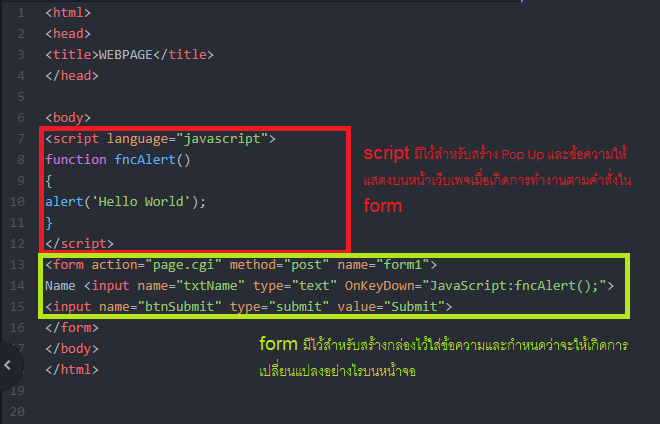 1 <html>
2 <head>
3 <title>WEBPAGE</title>
4 </head>
5
6 <body>
7 <script language="javascript">
8 function fncAlert()
9 {
10 alert('Hello World');
11 }
12 </script>
script มีไว้สำหรับสร้าง Pop Up และข้อความให้
แสดงบนหน้าเว็บเพจเมื่อเกิดการทำงานตามคำสั่งใน
form
13 <form action="page.cgi" method="post" name="form1">
14 Name <input name="txtName" type="text" OnKeyDown="JavaScript:fncAlert();">
15 <input name="btnSubmit" type="submit" value="Submit">
16 </form>
17 </body>
18 </html>
19
20
form มีไว้สำหรับสร้างกล่องไว้ใส่ข้อความและกำหนดว่าจะให้เกิดการ
เปลี่ยนแปลงอย่างไรบนหน้าจอ